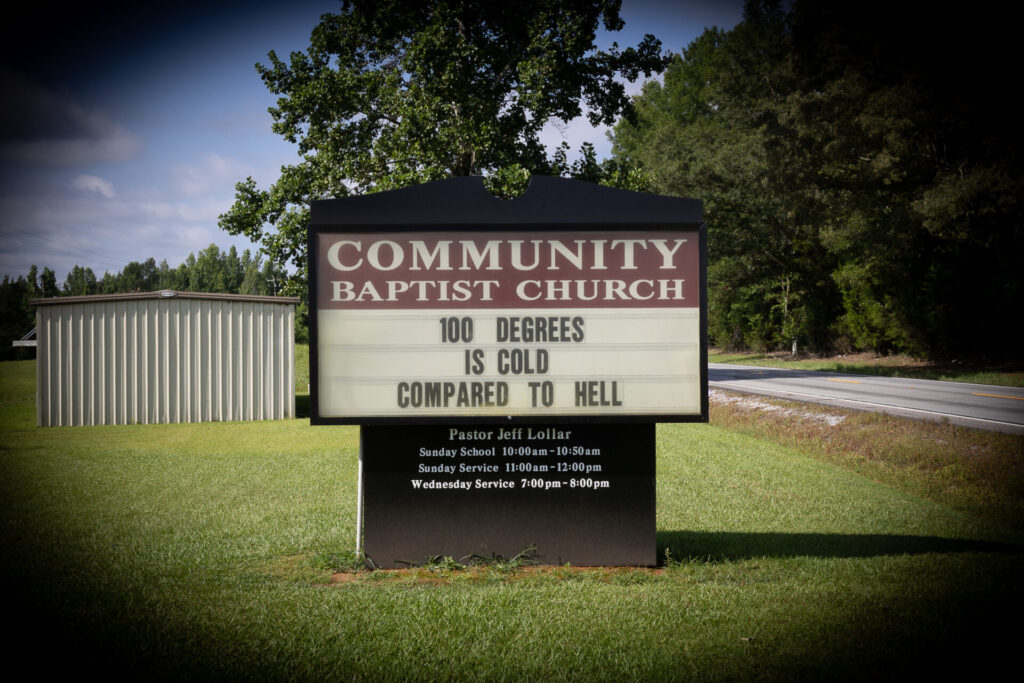 COMMUNITY
BAPTIST CHURCH
100 DEGREES
IS COLD
COMPARED TO HELL
Pastor Jeff Lollar
Sunday School 10:00am-10:50am
Sunday Service 11:00am-12:00pm
Wednesday Service 7:00pm-8:00pm